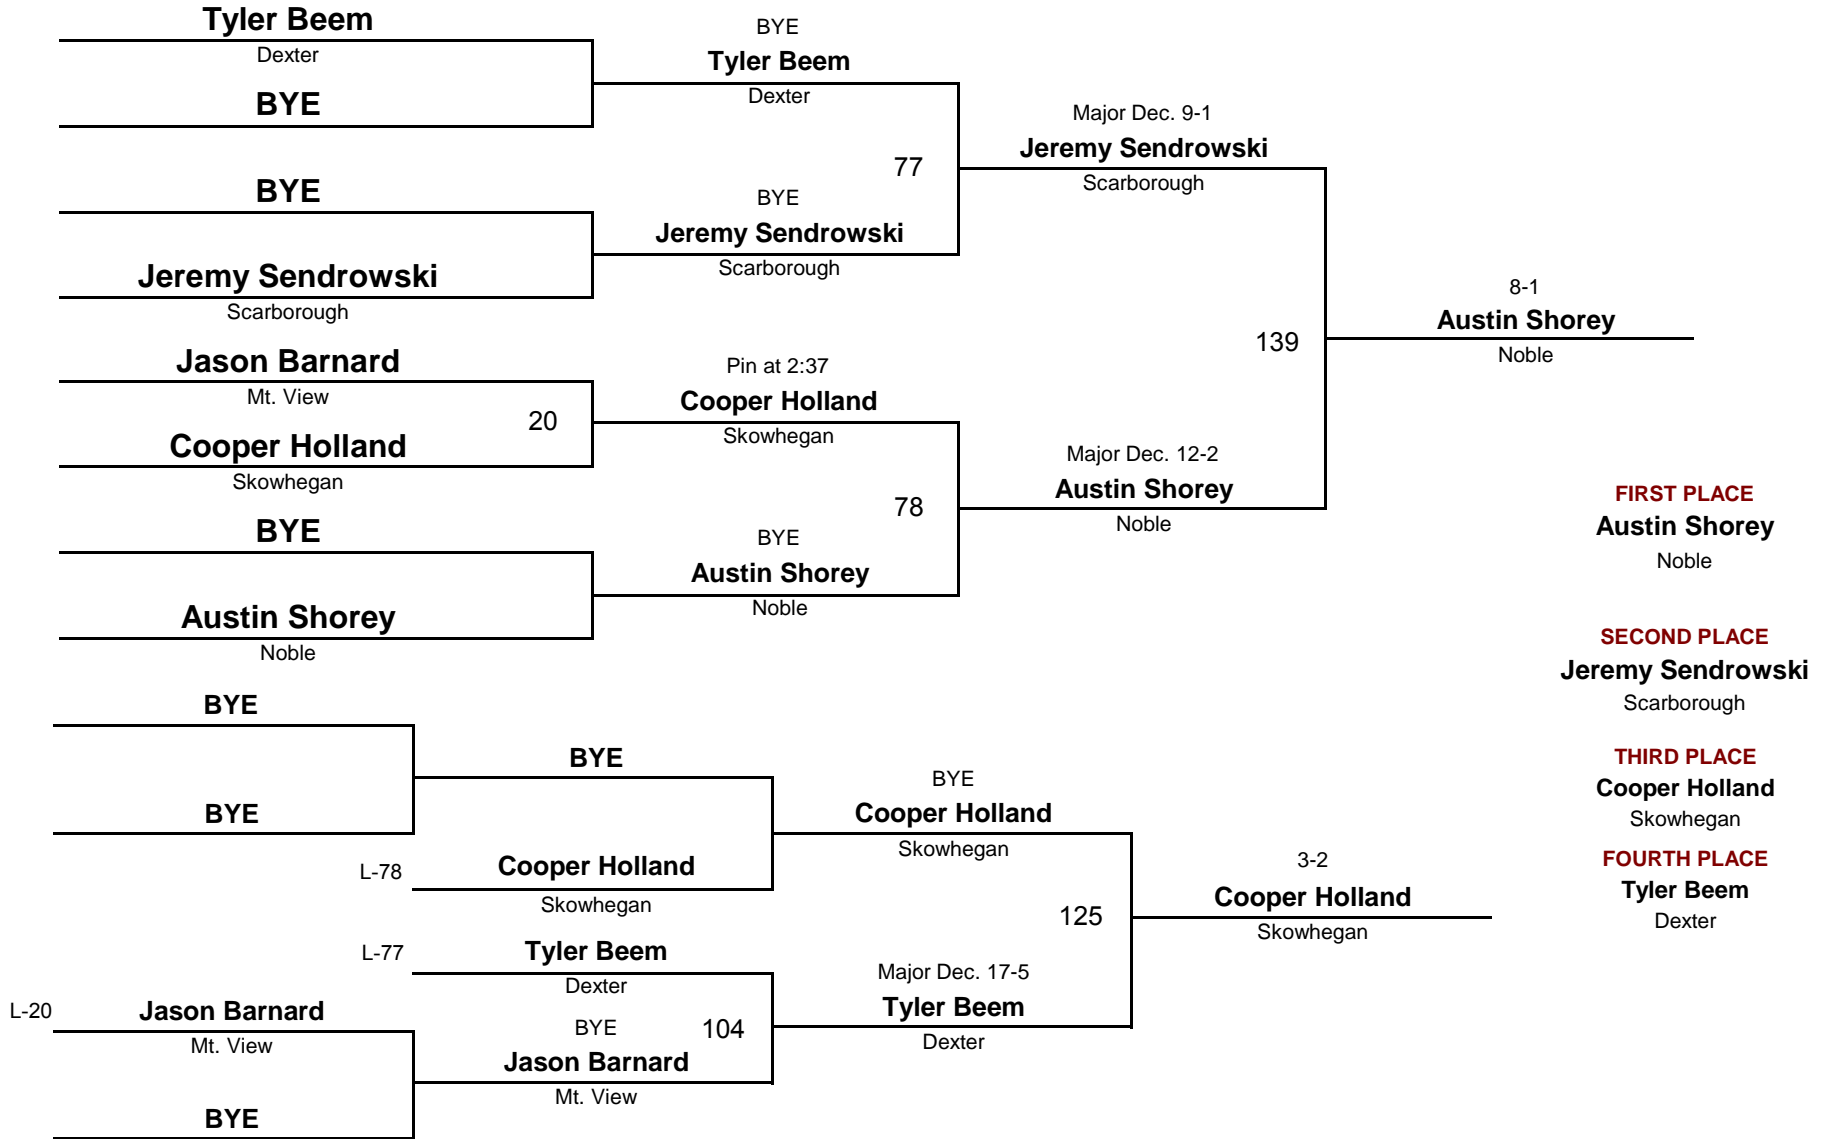 Tyler Beem
Dexter
BYE
BYE
Jeremy Sendrowski
Scarborough
Jason Barnard
Mt. View
20
Cooper Holland
Skowhegan
BYE
Austin Shorey
Noble
BYE
Tyler Beem
Dexter
77
BYE
Jeremy Sendrowski
Scarborough
Pin at 2:37
Cooper Holland
Skowhegan
78
BYE
Austin Shorey
Noble
Major Dec. 9-1
Jeremy Sendrowski
Scarborough
139
Major Dec. 12-2
Austin Shorey
Noble
8-1
Austin Shorey
Noble
FIRST PLACE
Austin Shorey
Noble
SECOND PLACE
Jeremy Sendrowski
Scarborough
THIRD PLACE
Cooper Holland
Skowhegan
FOURTH PLACE
Tyler Beem
Dexter
BYE
BYE
L-20
Jason Barnard
Mt. View
BYE
BYE
L-78
Cooper Holland
Skowhegan
L-77
Tyler Beem
Dexter
BYE
104
Jason Barnard
Mt. View
BYE
Cooper Holland
Skowhegan
125
Major Dec. 17-5
Tyler Beem
Dexter
3-2
Cooper Holland
Skowhegan